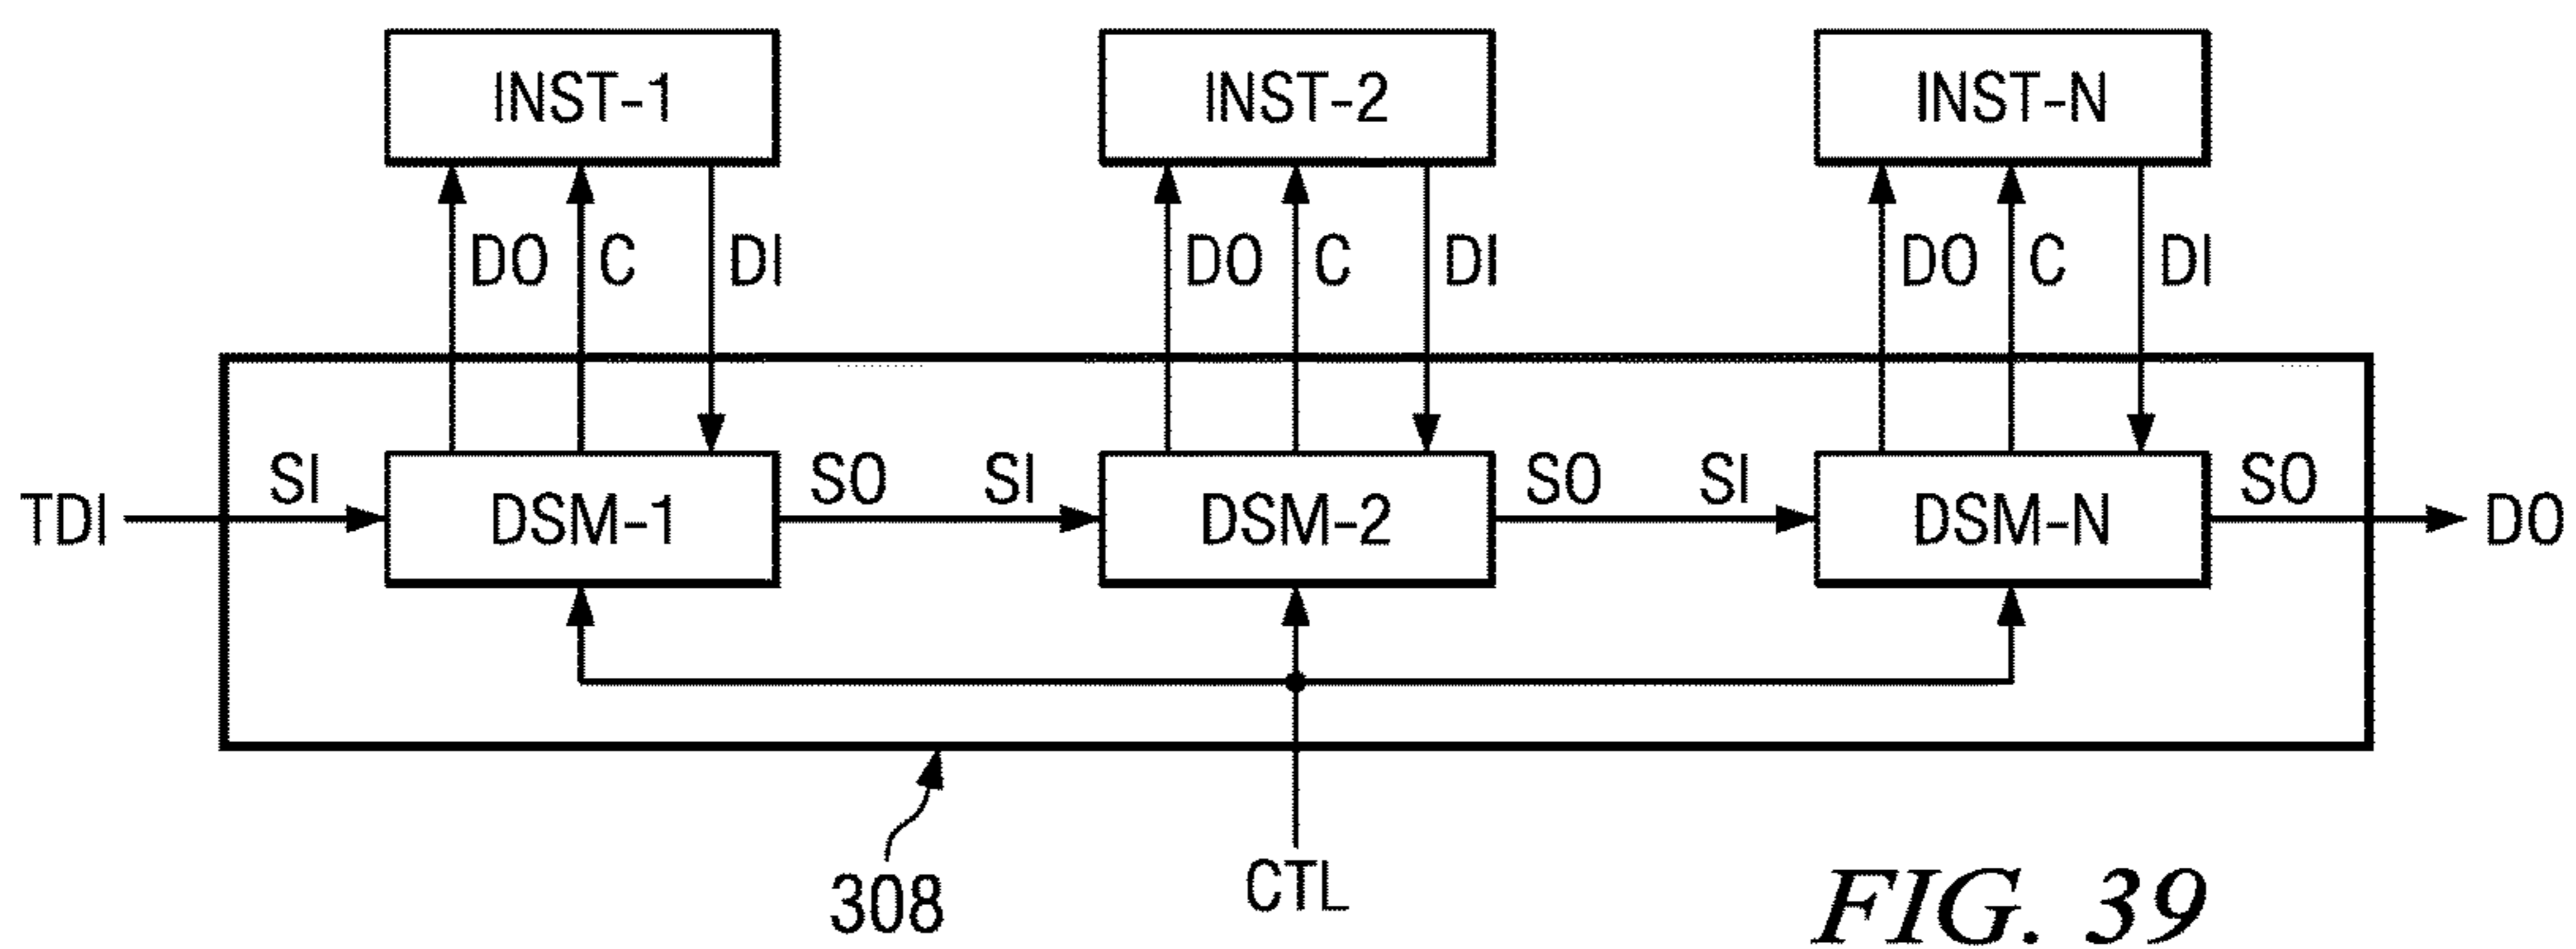 INST-1 INST-2 INST-N
DO C DI DO C DI DO C DI
TDI SI DSM-1 SO SI DSM-2 SO SI DSM-N SO DO
308 CTL FIG. 39